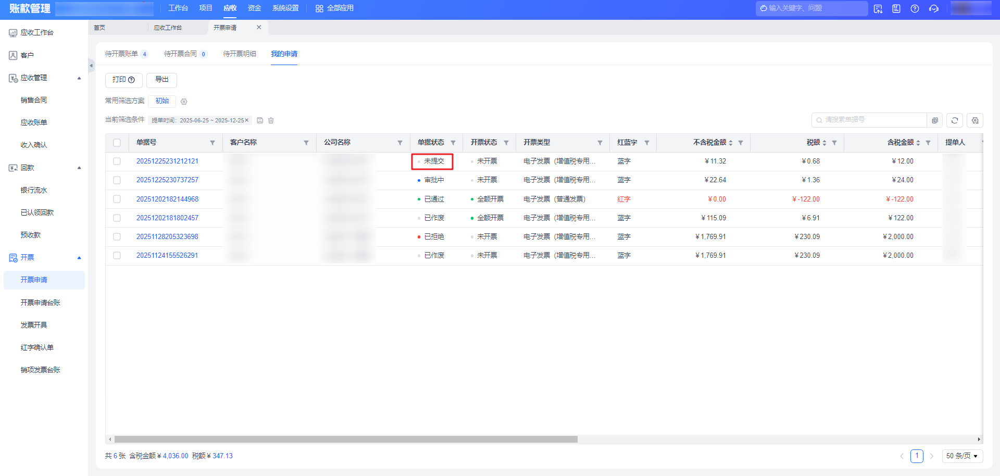 账款管理
工作台 项目 应收 资金 系统设置 全部应用
输入关键字、问题
首页 应收工作台 开票申请
应收工作台
客户
应收管理
销售合同
应收账单
收入确认
回款
银行流水
已认领回款
预收款
开票
开票申请
开票申请台账
发票开具
红字确认单
销项发票台账
待开票账单 4 待开票合同 0 待开票明细 我的申请
打印 导出
常用筛选方案 初始
当前筛选条件 提单时间：2025-06-25 ~ 2025-12-25 请搜索单据号
单据号 客户名称 公司名称 单据状态 开票状态 开票类型 红蓝字 不含税金额 税额 含税金额 提单人
20251225231212121 未提交 未开票 电子发票（增值税专用... 蓝字 ¥11.32 ¥0.68 ¥12.00
20251225230737257 审批中 未开票 电子发票（增值税专用... 蓝字 ¥22.64 ¥1.36 ¥24.00
20251202182144968 已通过 全额开票 电子发票（普通发票） 红字 ¥0.00 ¥-122.00 ¥-122.00
20251202181802457 已作废 全额开票 电子发票（增值税专用... 蓝字 ¥115.09 ¥6.91 ¥122.00
20251128205323698 已拒绝 未开票 电子发票（增值税专用... 蓝字 ¥1,769.91 ¥230.09 ¥2,000.00
20251124155526291 已作废 未开票 电子发票（增值税专用... 蓝字 ¥1,769.91 ¥230.09 ¥2,000.00
共 6 张 含税金额¥4,036.00 税额¥347.13
1 50 条/页